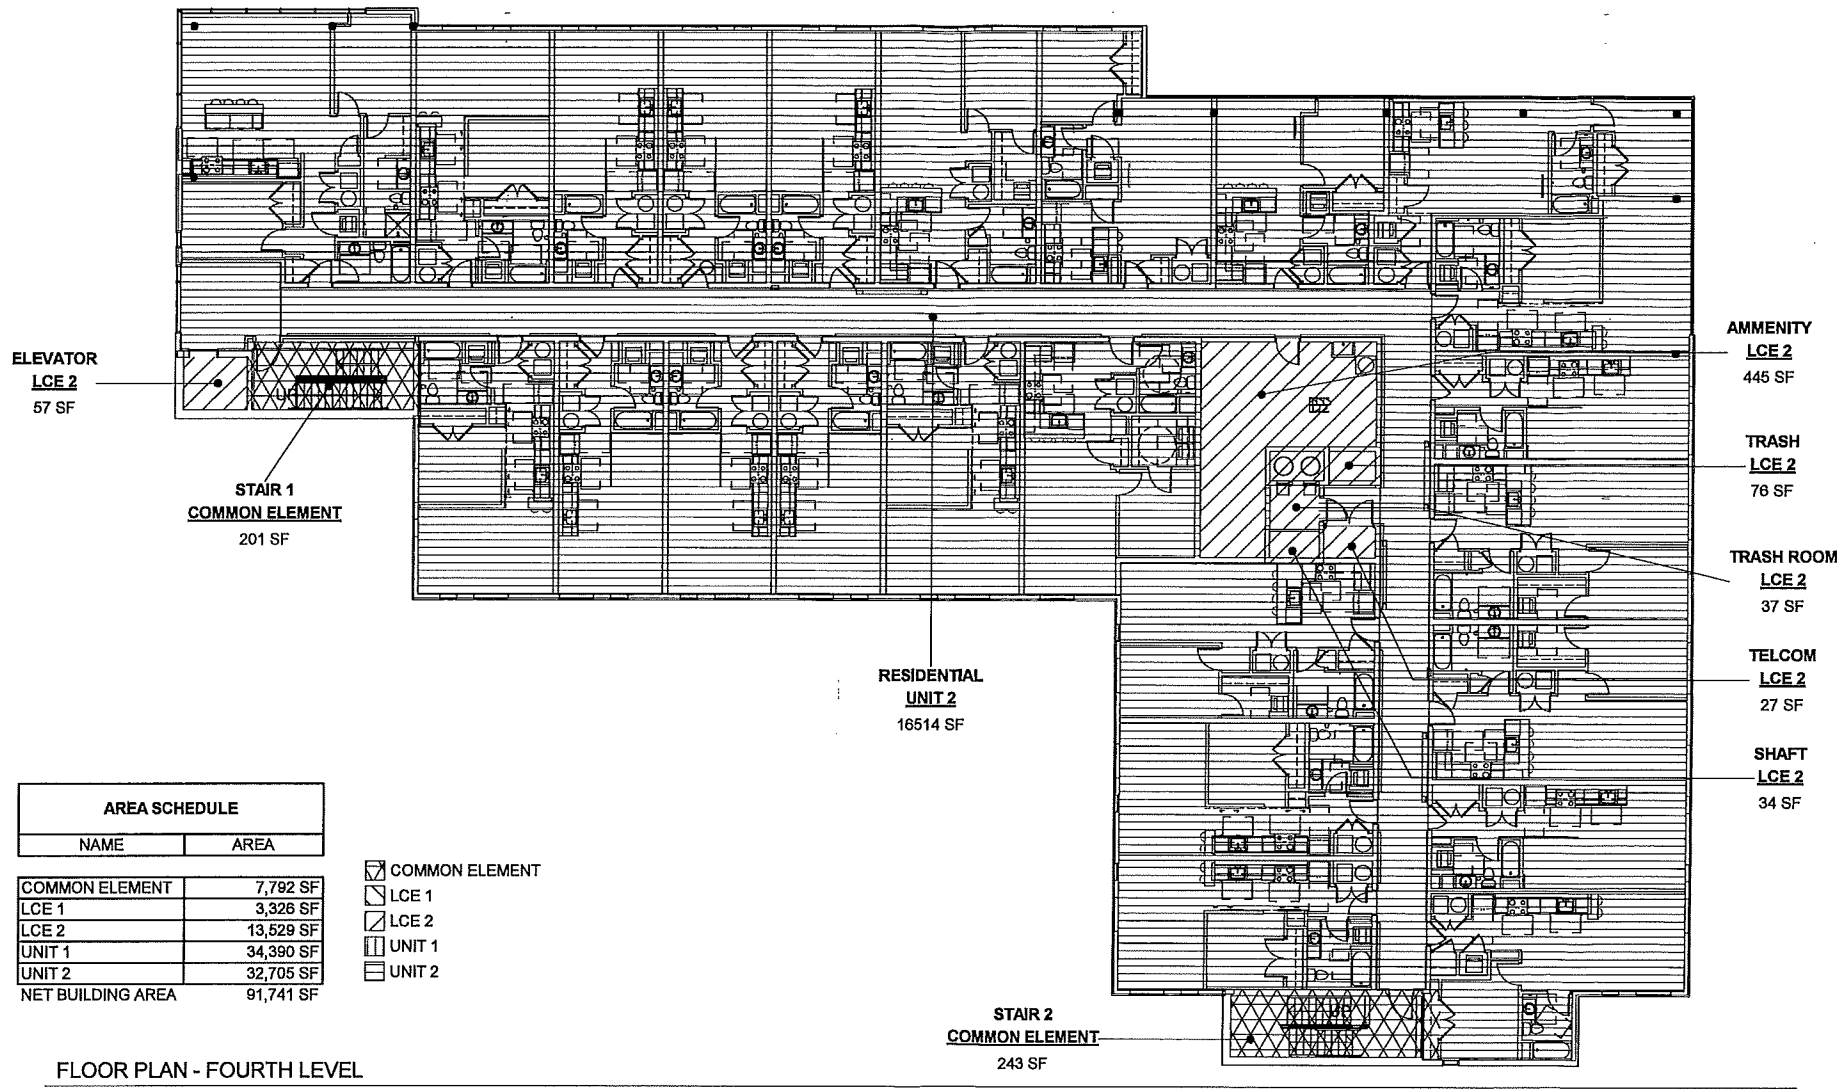 ELEVATOR
LCE 2
57 SF
STAIR 1
COMMON ELEMENT
201 SF
AMMENITY
LCE 2
445 SF
TRASH
LCE 2
76 SF
TRASH ROOM
LCE 2
37 SF
TELCOM
LCE 2
27 SF
SHAFT
LCE 2
34 SF
RESIDENTIAL
UNIT 2
16514 SF
STAIR 2
COMMON ELEMENT
243 SF
AREA SCHEDULE
NAME AREA
COMMON ELEMENT 7,792 SF
LCE 1 3,326 SF
LCE 2 13,529 SF
UNIT 1 34,390 SF
UNIT 2 32,705 SF
NET BUILDING AREA 91,741 SF
COMMON ELEMENT
LCE 1
LCE 2
UNIT 1
UNIT 2
FLOOR PLAN - FOURTH LEVEL